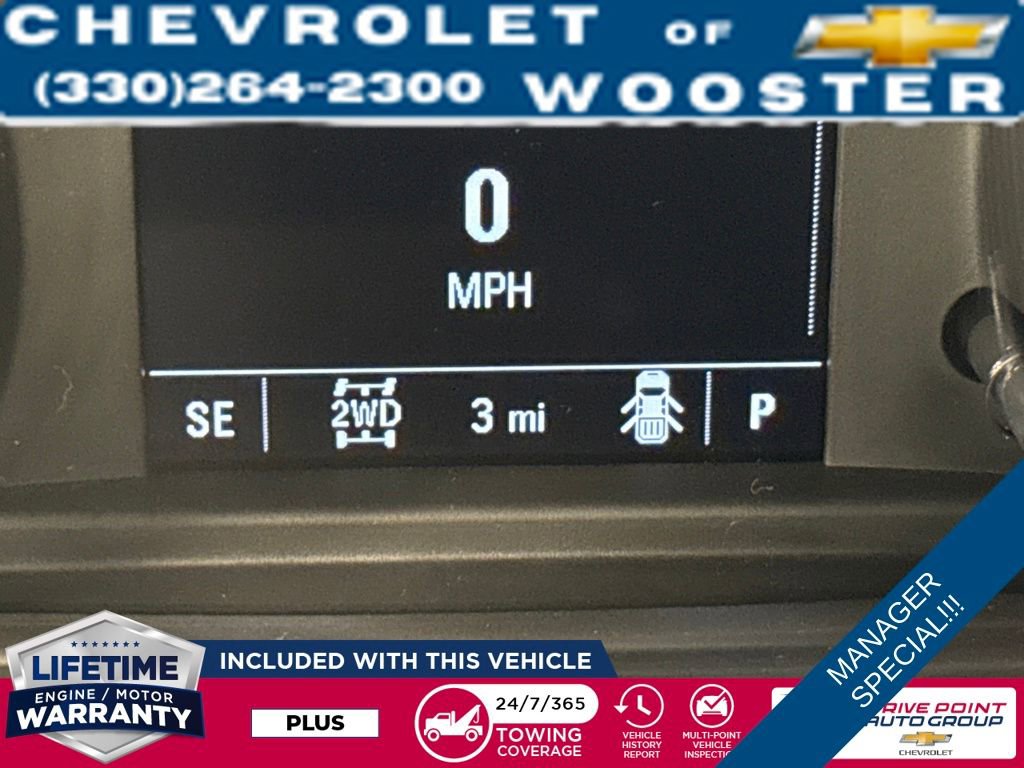 CHEVROLET OF
(330)264-2300 WOOSTER
0
MPH
SE 2WD 3 mi P
MANAGER
SPECIAL!!!
LIFETIME
ENGINE / MOTOR
WARRANTY
INCLUDED WITH THIS VEHICLE
PLUS
24/7/365
TOWING
COVERAGE
VEHICLE
HISTORY
REPORT
MULTI-POINT
VEHICLE
POINT
AUTO GROUP
CHEVROLET